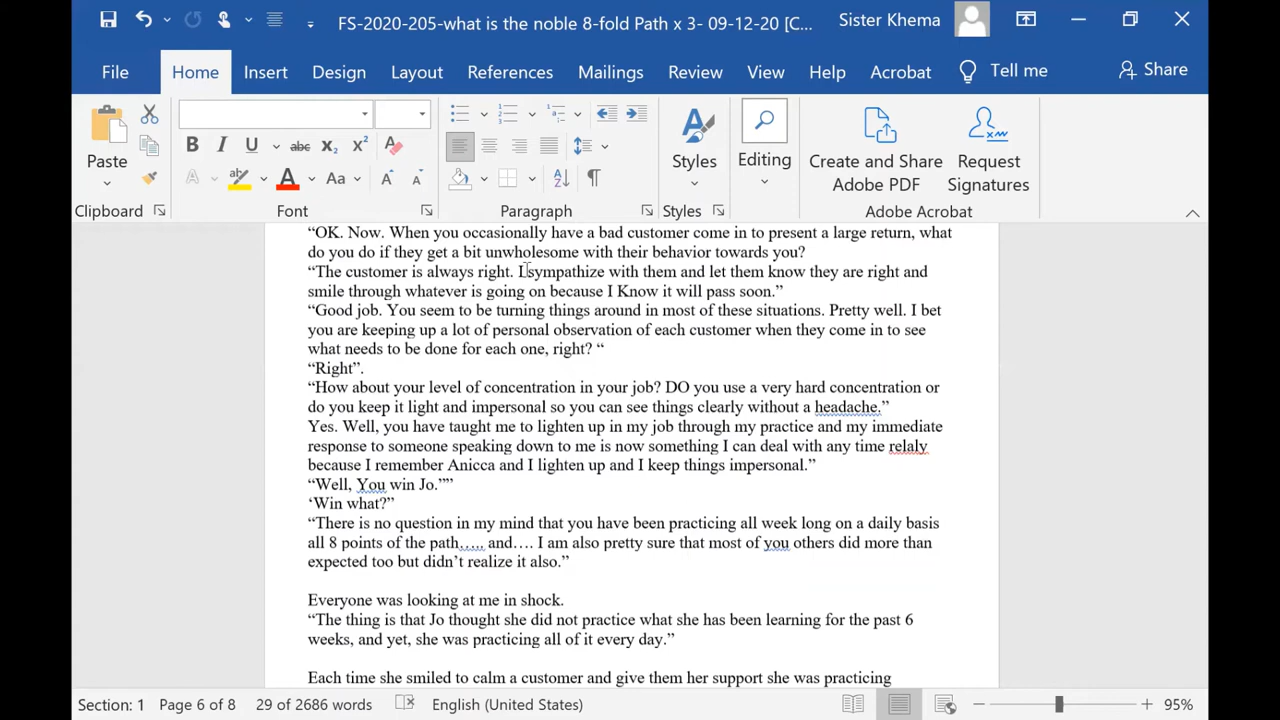 FS-2020-205-what is the noble 8-fold Path x 3- 09-12-20 [C...
Sister Khema
File Home Insert Design Layout References Mailings Review View Help Acrobat Tell me Share
Paste
B I U abc X₂ X² A
A ab A Aa A A
Styles
Editing
Create and Share
Adobe PDF
Request
Signatures
Clipboard Font Paragraph Styles Adobe Acrobat
“OK. Now. When you occasionally have a bad customer come in to present a large return, what
do you do if they get a bit unwholesome with their behavior towards you?
“The customer is always right. I sympathize with them and let them know they are right and
smile through whatever is going on because I Know it will pass soon.”
“Good job. You seem to be turning things around in most of these situations. Pretty well. I bet
you are keeping up a lot of personal observation of each customer when they come in to see
what needs to be done for each one, right? “
“Right”.
“How about your level of concentration in your job? DO you use a very hard concentration or
do you keep it light and impersonal so you can see things clearly without a headache.”
Yes. Well, you have taught me to lighten up in my job through my practice and my immediate
response to someone speaking down to me is now something I can deal with any time relaly
because I remember Anicca and I lighten up and I keep things impersonal.”
“Well, You win Jo.””
‘Win what?”
“There is no question in my mind that you have been practicing all week long on a daily basis
all 8 points of the path….. and…. I am also pretty sure that most of you others did more than
expected too but didn’t realize it also.”
Everyone was looking at me in shock.
“The thing is that Jo thought she did not practice what she has been learning for the past 6
weeks, and yet, she was practicing all of it every day.”
Each time she smiled to calm a customer and give them her support she was practicing
Section: 1 Page 6 of 8 29 of 2686 words English (United States) 95%